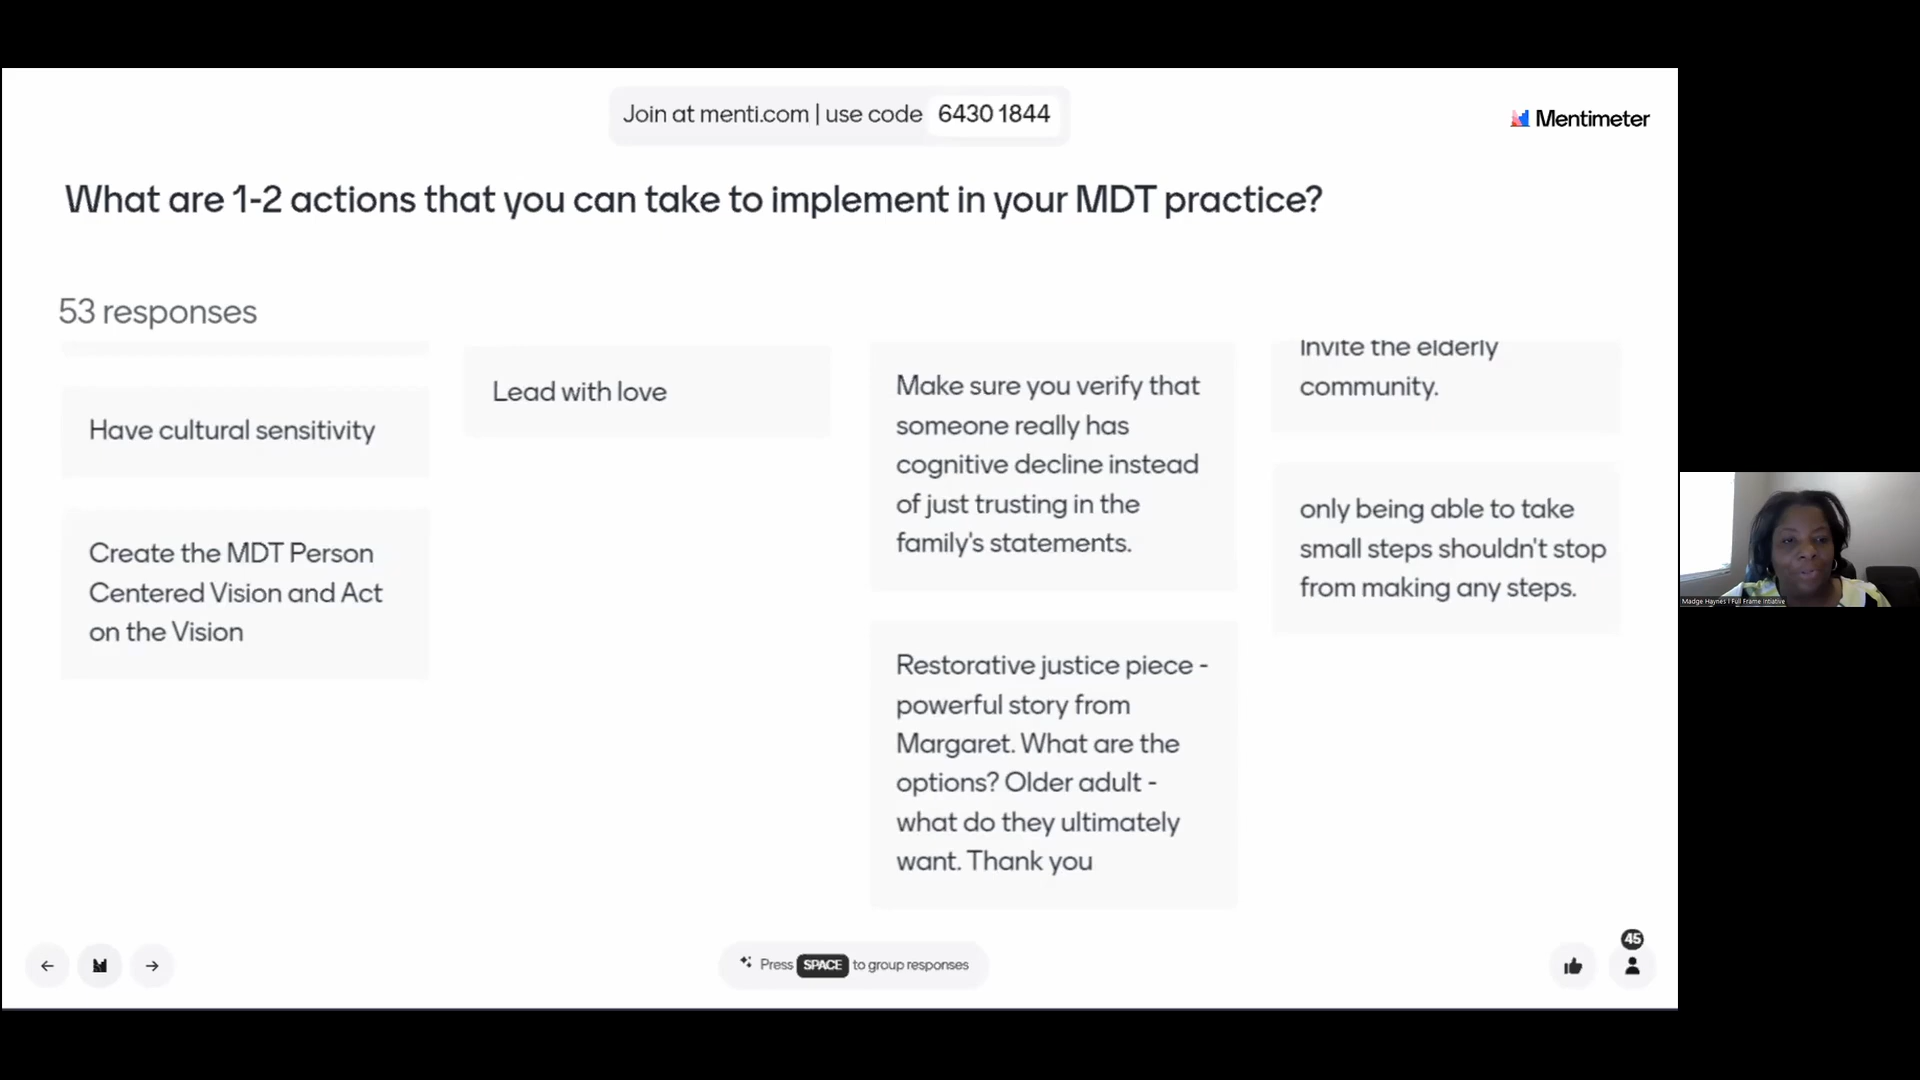 Join at menti.com | use code 6430 1844
Mentimeter
What are 1-2 actions that you can take to implement in your MDT practice?
53 responses
Have cultural sensitivity
Create the MDT Person
Centered Vision and Act
on the Vision
Lead with love
Make sure you verify that
someone really has
cognitive decline instead
of just trusting in the
family's statements.
Restorative justice piece -
powerful story from
Margaret. What are the
options? Older adult -
what do they ultimately
want. Thank you
Invite the elderly
community.
only being able to take
small steps shouldn't stop
from making any steps.
Madge Haynes | Full Frame Intiative
Press SPACE to group responses
45